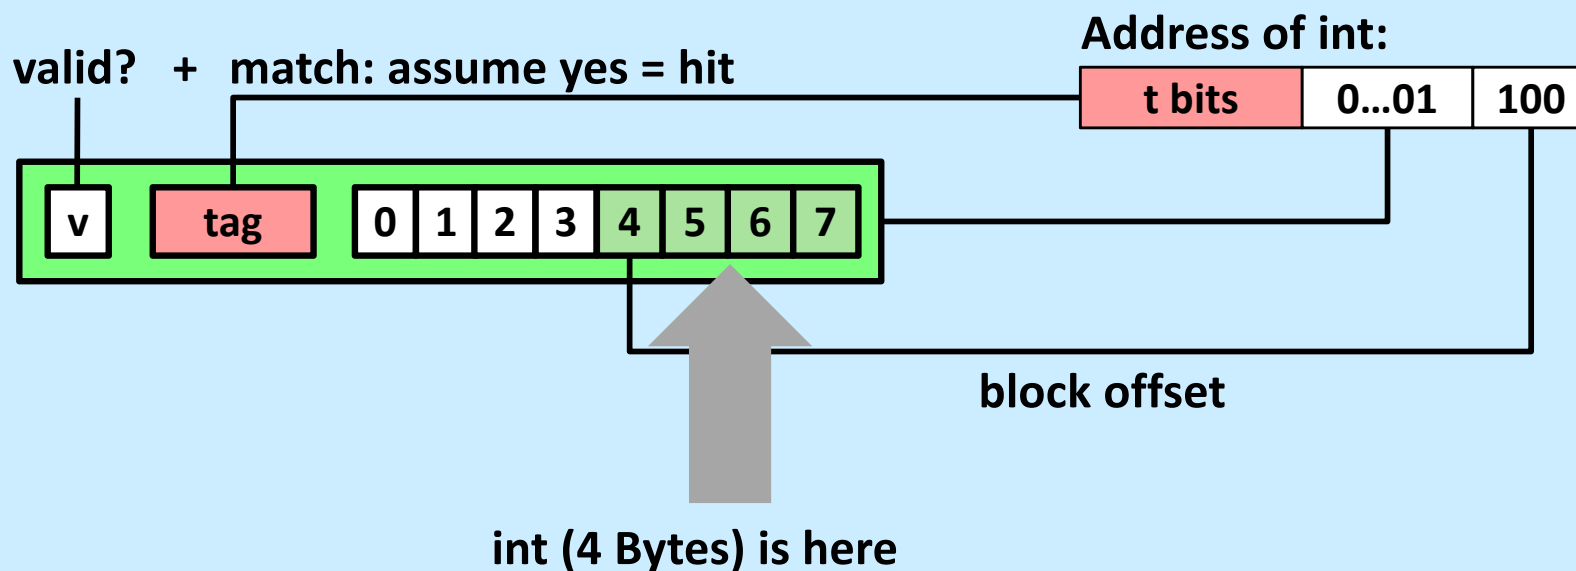 Address of int:
valid? + match: assume yes = hit
t bits 0...01 100
v tag 0 1 2 3 4 5 6 7
block offset
int (4 Bytes) is here